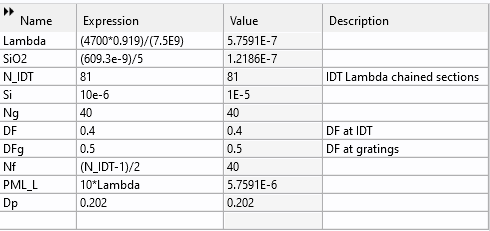 Name Expression Value Description
Lambda (4700*0.919)/(7.5E9) 5.7591E-7
SiO2 (609.3e-9)/5 1.2186E-7
N_IDT 81 81 IDT Lambda chained sections
Si 10e-6 1E-5
Ng 40 40
DF 0.4 0.4 DF at IDT
DFg 0.5 0.5 DF at gratings
Nf (N_IDT-1)/2 40
PML_L 10*Lambda 5.7591E-6
Dp 0.202 0.202